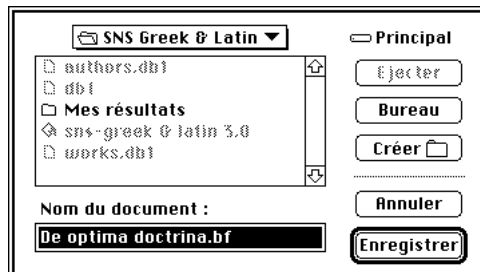 SNS Greek & Latin
Principal
authors.db1
db1
Mes résultats
sns-greek & latin 3.0
works.db1
Ejecter
Bureau
Créer
Nom du document :
De optima doctrina.bf
Annuler
Enregistrer